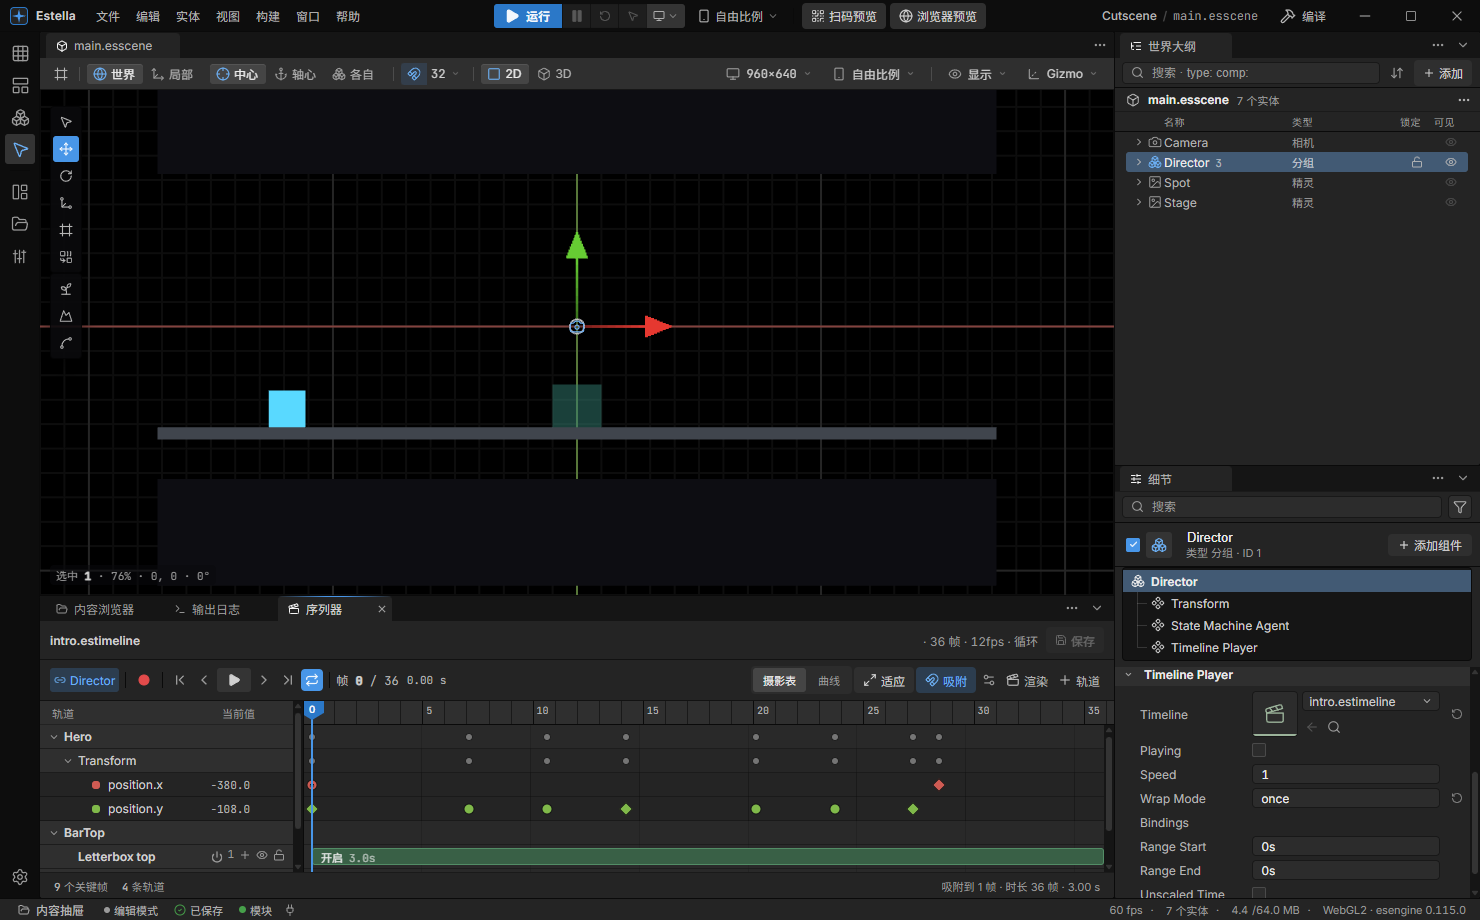 Estella 文件 编辑 实体 视图 构建 窗口 帮助 运行 自由比例 扫码预览 浏览器预览 Cutscene / main.esscene 编译
main.esscene
世界 局部 中心 轴心 各自 32 2D 3D 960×640 自由比例 显示 Gizmo
选中 1 · 76% · 0, 0 · 0°
世界大纲
搜索 · type: comp: + 添加
main.esscene 7 个实体
名称 类型 锁定 可见
Camera 相机
Director 3 分组
Spot 精灵
Stage 精灵
细节
搜索
Director
类型 分组 · ID 1
+ 添加组件
Director
Transform
State Machine Agent
Timeline Player
Timeline Player
Timeline intro.estimeline
Playing
Speed 1
Wrap Mode once
Bindings
Range Start 0s
Range End 0s
Unscaled Time
内容浏览器 输出日志 序列器
intro.estimeline · 36 帧 · 12fps · 循环 保存
Director 帧 0 / 36 0.00 s 摄影表 曲线 适应 吸附 渲染 + 轨道
轨道 当前值 0 5 10 15 20 25 30 35
Hero
Transform
position.x -380.0
position.y -108.0
BarTop
Letterbox top 1 开启 3.0s
9 个关键帧 4 条轨道 吸附到 1 帧 · 时长 36 帧 · 3.00 s
内容抽屉 编辑模式 已保存 模块 60 fps · 7 个实体 · 4.4 /64.0 MB · WebGL2 · esengine 0.115.0